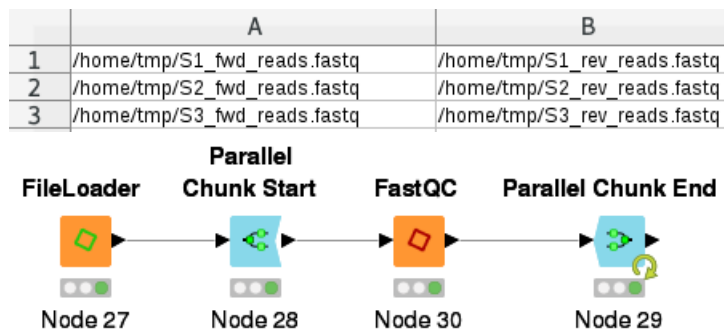 A B
1 /home/tmp/S1_fwd_reads.fastq /home/tmp/S1_rev_reads.fastq
2 /home/tmp/S2_fwd_reads.fastq /home/tmp/S2_rev_reads.fastq
3 /home/tmp/S3_fwd_reads.fastq /home/tmp/S3_rev_reads.fastq
Parallel
FileLoader Chunk Start FastQC Parallel Chunk End
Node 27 Node 28 Node 30 Node 29